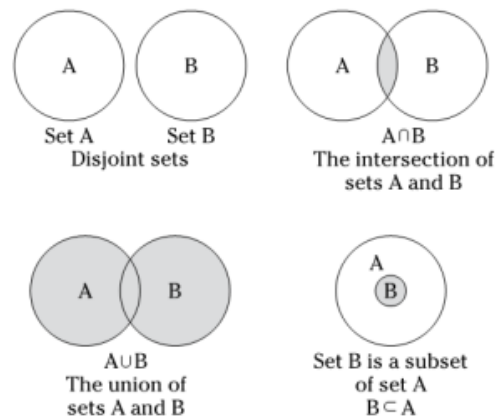 A
B
Set A
Set B
Disjoint sets
A
B
A∩B
The intersection of
sets A and B
A
B
A∪B
The union of
sets A and B
A
B
Set B is a subset
of set A
B⊂A